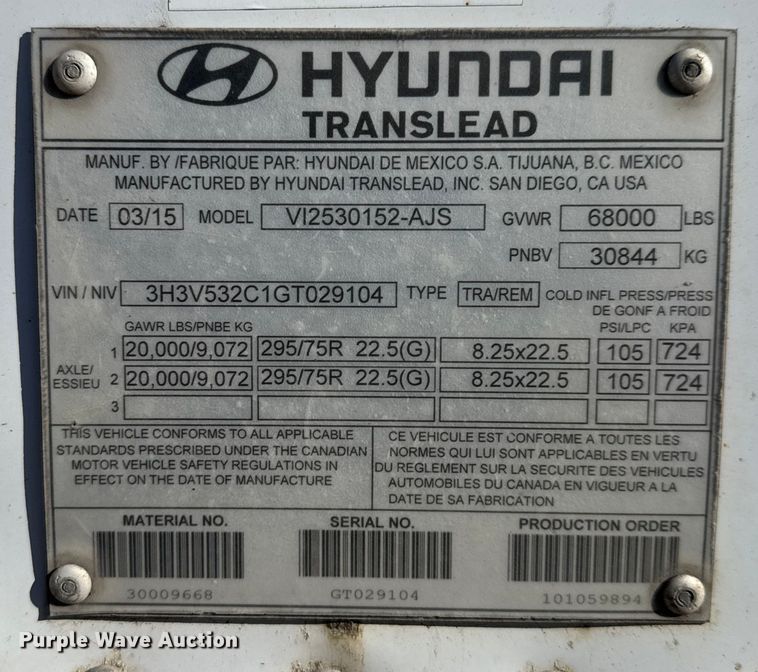 HYUNDAI
TRANSLEAD
MANUF. BY /FABRIQUE PAR: HYUNDAI DE MEXICO S.A. TIJUANA, B.C. MEXICO
MANUFACTURED BY HYUNDAI TRANSLEAD, INC. SAN DIEGO, CA USA
DATE 03/15 MODEL VI2530152-AJS GVWR 68000 LBS
PNBV 30844 KG
VIN / NIV 3H3V532C1GT029104 TYPE TRA/REM COLD INFL PRESS/PRESS
DE GONF A FROID
GAWR LBS/PNBE KG PSI/LPC KPA
AXLE/
ESSIEU
1 20,000/9,072 295/75R 22.5(G) 8.25x22.5 105 724
2 20,000/9,072 295/75R 22.5(G) 8.25x22.5 105 724
3
THIS VEHICLE CONFORMS TO ALL APPLICABLE
STANDARDS PRESCRIBED UNDER THE CANADIAN
MOTOR VEHICLE SAFETY REGULATIONS IN
EFFECT ON THE DATE OF MANUFACTURE
CE VEHICULE EST CONFORME A TOUTES LES
NORMES QUI LUI SONT APPLICABLES EN VERTU
DU REGLEMENT SUR LA SECURITE DES VEHICULES
AUTOMOBILES DU CANADA EN VIGUEUR A LA
DATE DE SA FABRICATION
MATERIAL NO. SERIAL NO. PRODUCTION ORDER
30009668 GT029104 101059894
Purple Wave Auction